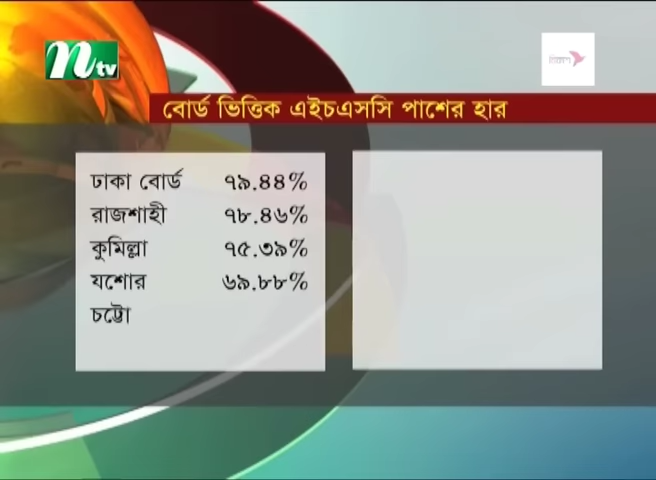 ntv
বোর্ড ভিত্তিক এইচএসসি পাশের হার
ঢাকা বোর্ড ৭৯.৪৪%
রাজশাহী ৭৮.৪৬%
কুমিল্লা ৭৫.৩৯%
যশোর ৬৯.৮৮%
চট্টো